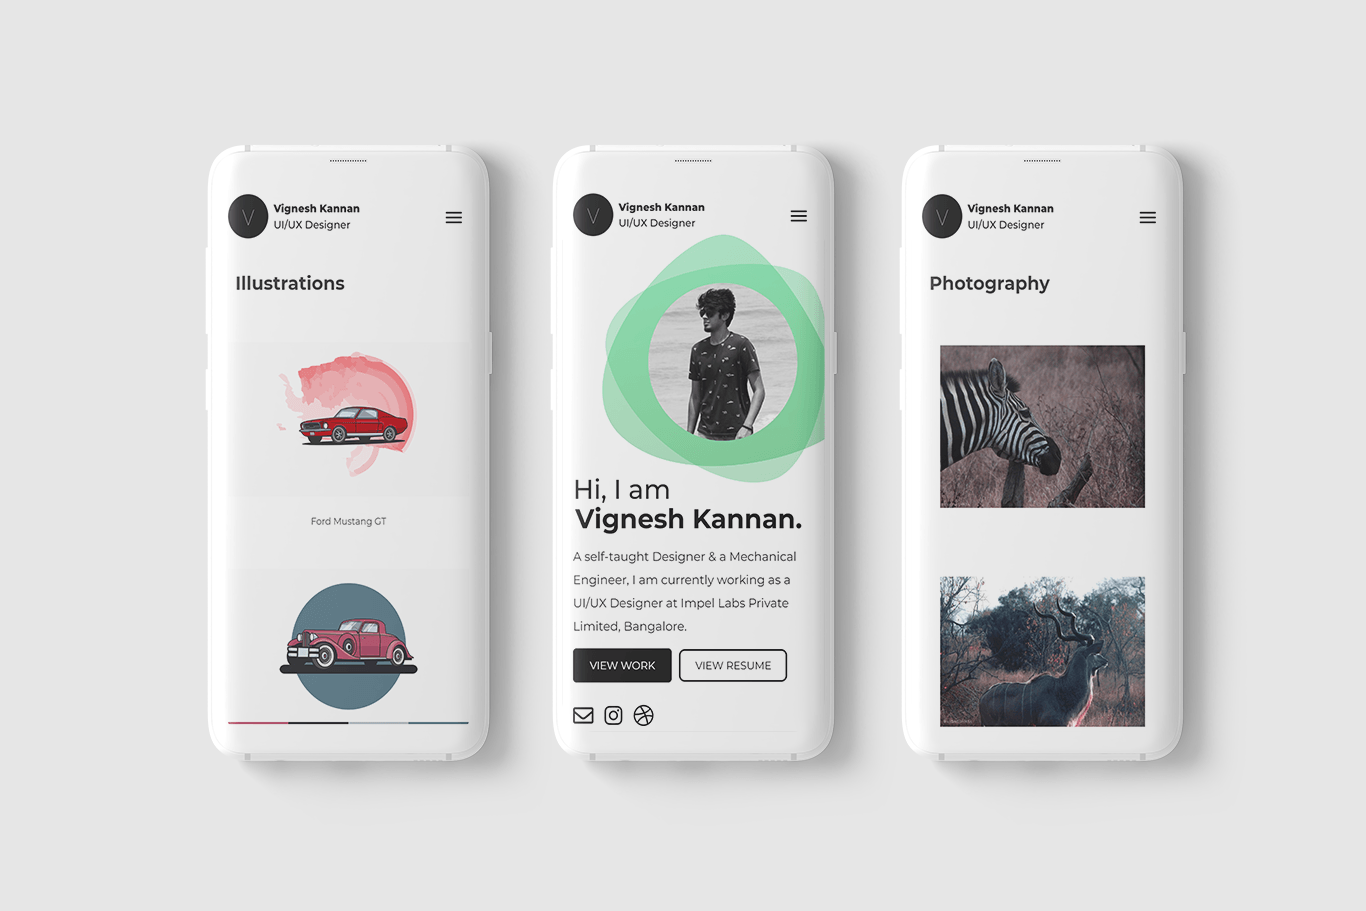 V
Vignesh Kannan
UI/UX Designer
Illustrations
Ford Mustang GT
V
Vignesh Kannan
UI/UX Designer
Hi, I am
Vignesh Kannan.
A self-taught Designer & a Mechanical
Engineer, I am currently working as a
UI/UX Designer at Impel Labs Private
Limited, Bangalore.
VIEW WORK
VIEW RESUME
V
Vignesh Kannan
UI/UX Designer
Photography